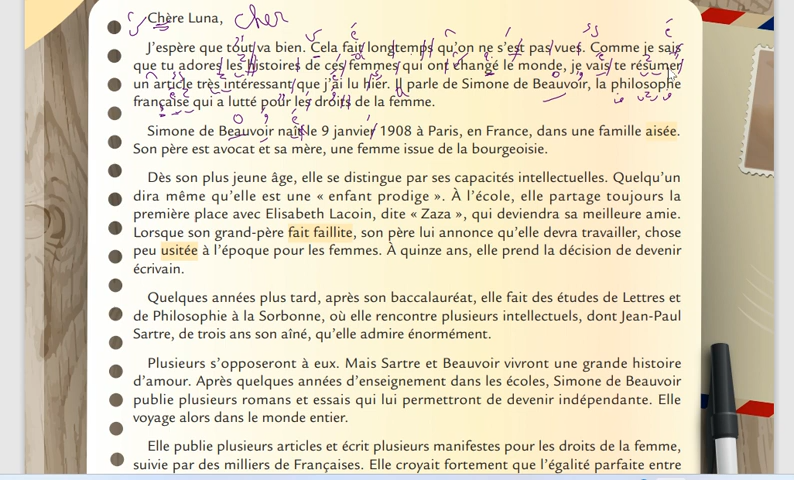 Chère Luna, cher
J'espère que tout va bien. Cela fait longtemps qu'on ne s'est pas vues. Comme je sais
que tu adores les histoires de ces femmes qui ont changé le monde, je vais te résumer
un article très intéressant que j'ai lu hier. Il parle de Simone de Beauvoir, la philosophe
française qui a lutté pour les droits de la femme.
Simone de Beauvoir naît le 9 janvier 1908 à Paris, en France, dans une famille aisée.
Son père est avocat et sa mère, une femme issue de la bourgeoisie.
Dès son plus jeune âge, elle se distingue par ses capacités intellectuelles. Quelqu'un
dira même qu'elle est une « enfant prodige ». À l'école, elle partage toujours la
première place avec Elisabeth Lacoin, dite « Zaza », qui deviendra sa meilleure amie.
Lorsque son grand-père fait faillite, son père lui annonce qu'elle devra travailler, chose
peu usitée à l'époque pour les femmes. À quinze ans, elle prend la décision de devenir
écrivain.
Quelques années plus tard, après son baccalauréat, elle fait des études de Lettres et
de Philosophie à la Sorbonne, où elle rencontre plusieurs intellectuels, dont Jean-Paul
Sartre, de trois ans son aîné, qu'elle admire énormément.
Plusieurs s'opposeront à eux. Mais Sartre et Beauvoir vivront une grande histoire
d'amour. Après quelques années d'enseignement dans les écoles, Simone de Beauvoir
publie plusieurs romans et essais qui lui permettront de devenir indépendante. Elle
voyage alors dans le monde entier.
Elle publie plusieurs articles et écrit plusieurs manifestes pour les droits de la femme,
suivie par des milliers de Françaises. Elle croyait fortement que l'égalité parfaite entre